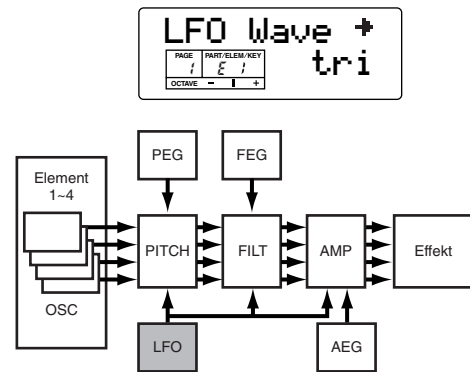 LFO Wave
PAGE PART/ELEM/KEY
1 E1 tri
OCTAVE − +
PEG FEG
Element
1~4
PITCH FILT AMP Effekt
OSC
LFO AEG